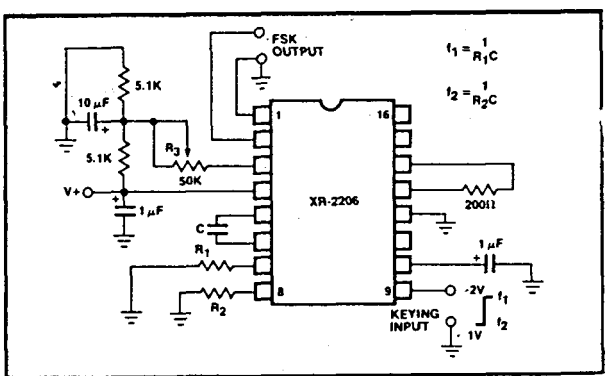 FSK
OUTPUT
f1 = 1/R1C
f2 = 1/R2C
5.1K
10 μF
+
5.1K
R3
50K
V+
+
1 μF
C
R1
R2
1
16
XR-2206
8
9
200Ω
1 μF
+
KEYING
INPUT
2V
f1
f2
1V